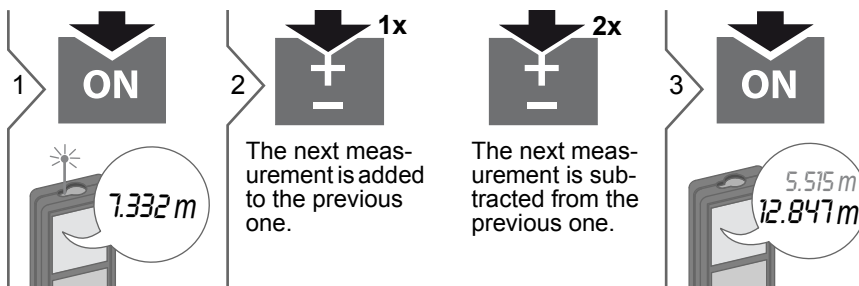 1
ON
7.332 m
2
1x
+
−
The next meas-
urement is added
to the previous
one.
2x
+
−
The next meas-
urement is sub-
tracted from the
previous one.
3
ON
5.515 m
12.847 m